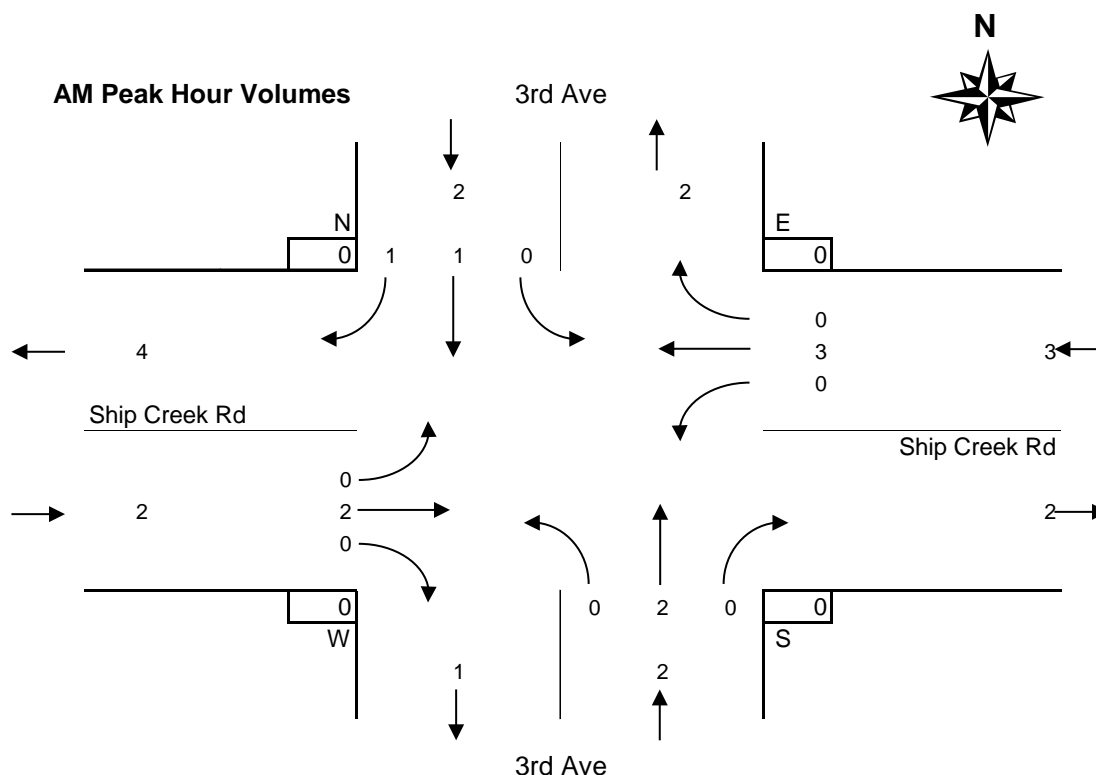 N
AM Peak Hour Volumes 3rd Ave
2 2
N E
0 1 1 0 0
0
4 3 3
0
Ship Creek Rd
Ship Creek Rd
0
2 2 2
0
0 0 2 0 0
W S
1 2
3rd Ave